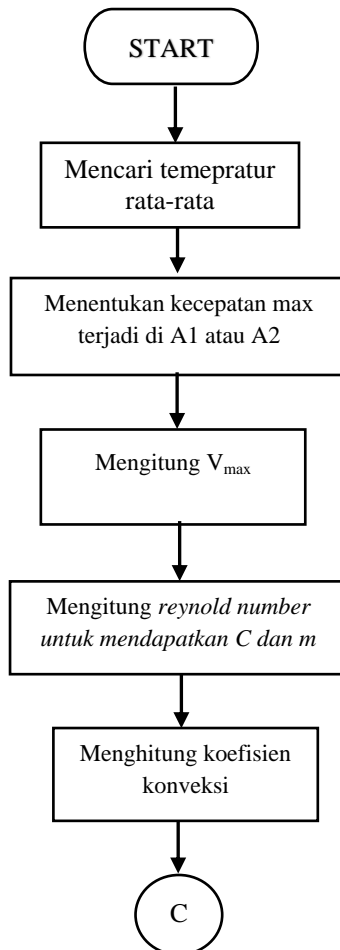 START
Mencari temepratur
rata-rata
Menentukan kecepatan max
terjadi di A1 atau A2
Mengitung Vmax
Mengitung reynold number
untuk mendapatkan C dan m
Menghitung koefisien
konveksi
C